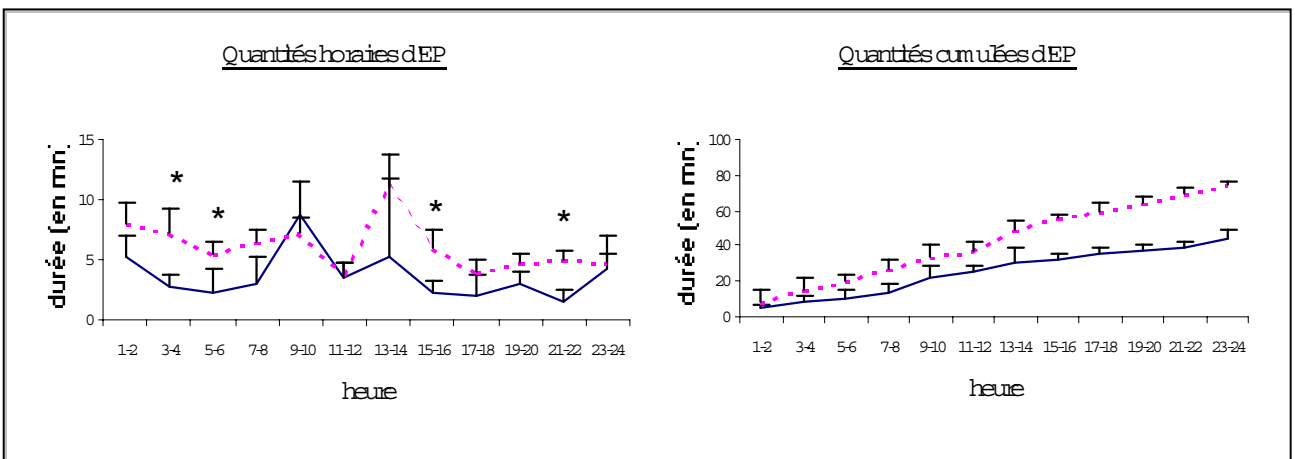 Quantités horaires d'EP
15
10
5
0
* * * *
durée (en mn)
1-2 3-4 5-6 7-8 9-10 11-12 13-14 15-16 17-18 19-20 21-22 23-24
heure
Quantités cumulées d'EP
100
80
60
40
20
0
durée (en mn)
1-2 3-4 5-6 7-8 9-10 11-12 13-14 15-16 17-18 19-20 21-22 23-24
heure